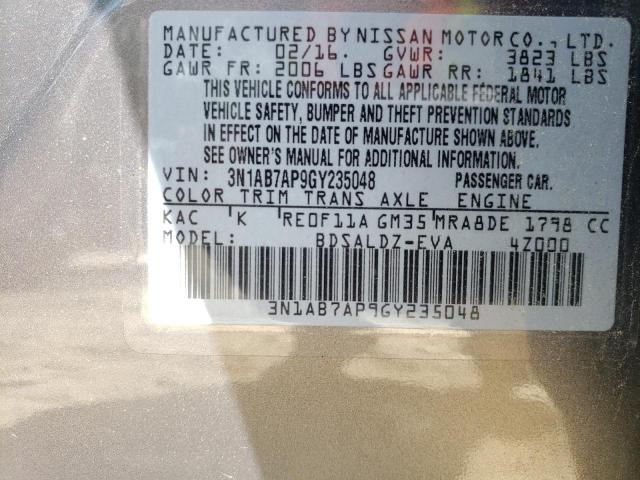 MANUFACTURED BY NISSAN MOTOR CO., LTD.
DATE: 02/16. GVWR: 3823 LBS
GAWR FR: 2006 LBS GAWR RR: 1841 LBS
THIS VEHICLE CONFORMS TO ALL APPLICABLE FEDERAL MOTOR
VEHICLE SAFETY, BUMPER AND THEFT PREVENTION STANDARDS
IN EFFECT ON THE DATE OF MANUFACTURE SHOWN ABOVE.
SEE OWNER'S MANUAL FOR ADDITIONAL INFORMATION.
VIN: 3N1AB7AP9GY235048 PASSENGER CAR.
COLOR TRIM TRANS AXLE ENGINE
KAC K RE0F11A GM35 MRA8DE 1798 CC
MODEL: BDSALDZ-EVA 4Z000
3N1AB7AP9GY235048